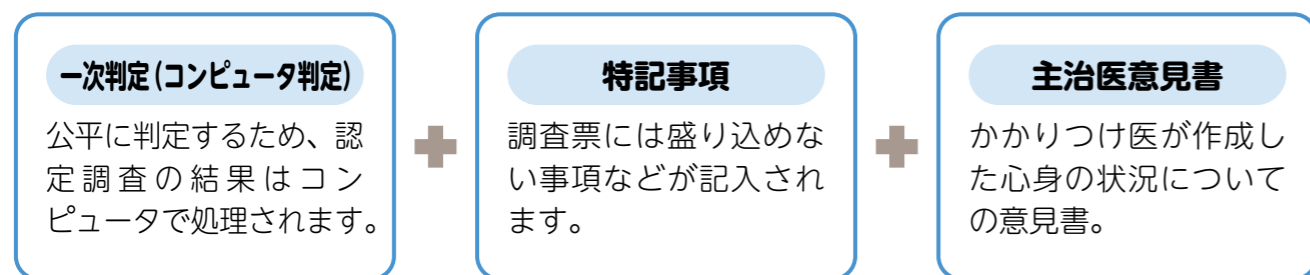 一次判定(コンピュータ判定)
公平に判定するため、認
定調査の結果はコン
ピュータで処理されます。
特記事項
調査票には盛り込めな
い事項などが記入され
ます。
主治医意見書
かかりつけ医が作成し
た心身の状況について
の意見書。